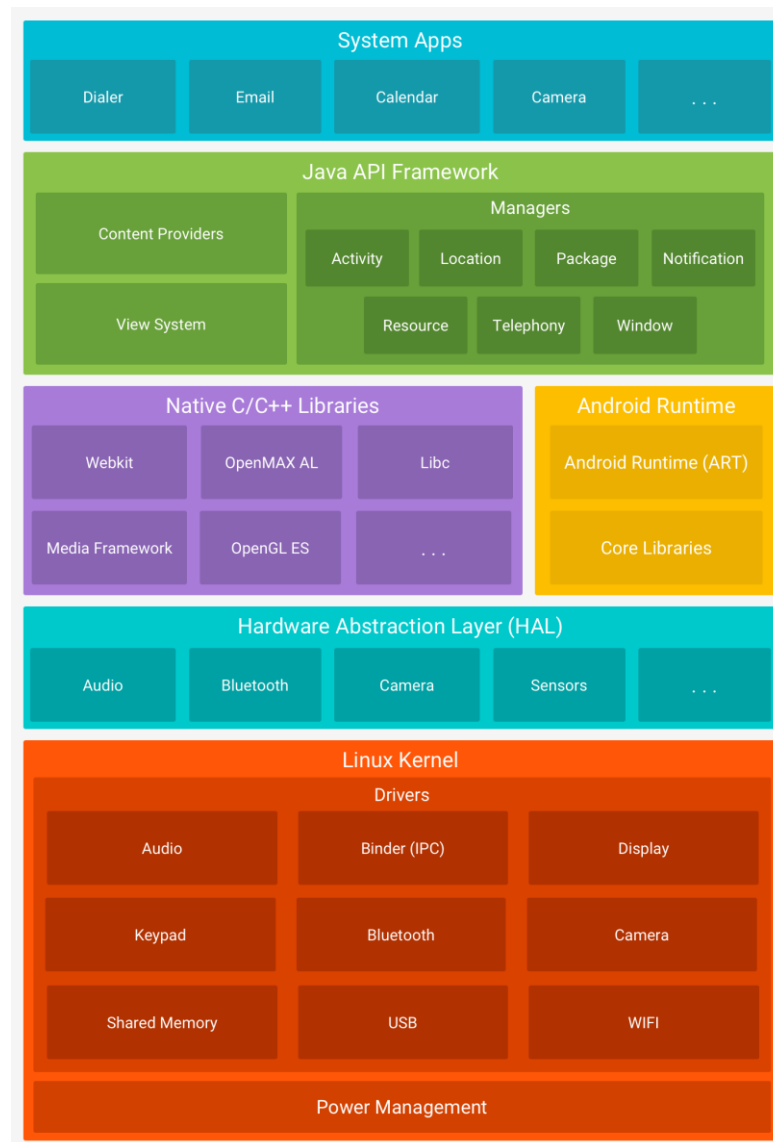 System Apps
Dialer
Email
Calendar
Camera
. . .
Java API Framework
Content Providers
View System
Managers
Activity
Location
Package
Notification
Resource
Telephony
Window
Native C/C++ Libraries
Webkit
OpenMAX AL
Libc
Media Framework
OpenGL ES
. . .
Android Runtime
Android Runtime (ART)
Core Libraries
Hardware Abstraction Layer (HAL)
Audio
Bluetooth
Camera
Sensors
. . .
Linux Kernel
Drivers
Audio
Binder (IPC)
Display
Keypad
Bluetooth
Camera
Shared Memory
USB
WIFI
Power Management